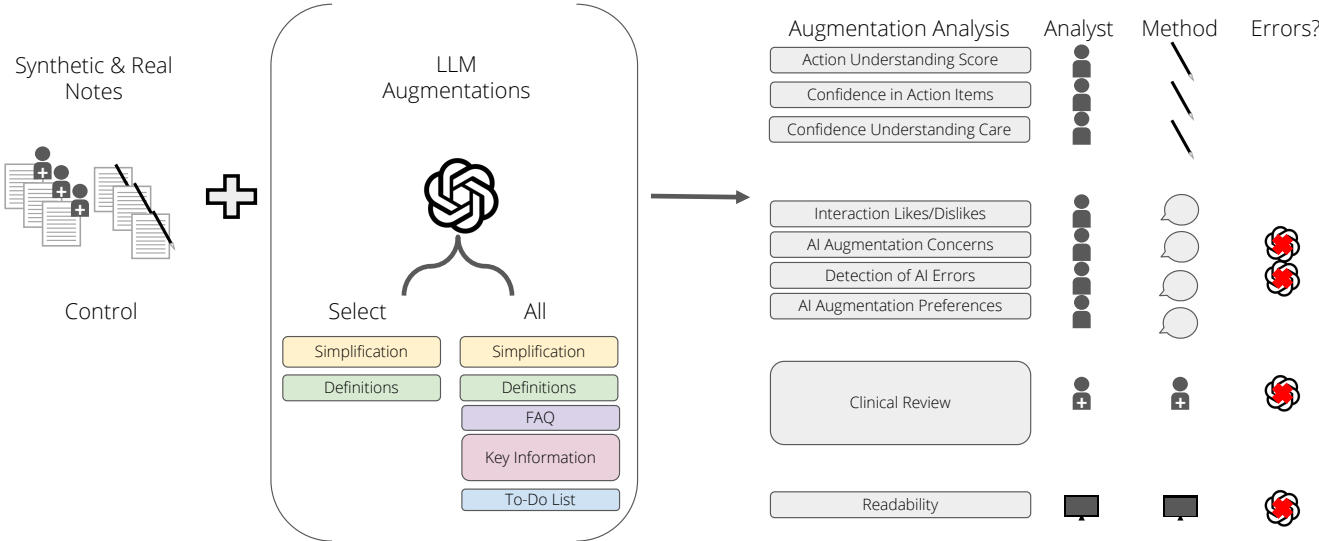 Synthetic & Real
Notes
Control
LLM
Augmentations
Select
All
Simplification
Definitions
Simplification
Definitions
FAQ
Key Information
To-Do List
Augmentation Analysis
Analyst
Method
Errors?
Action Understanding Score
Confidence in Action Items
Confidence Understanding Care
Interaction Likes/Dislikes
AI Augmentation Concerns
Detection of AI Errors
AI Augmentation Preferences
Clinical Review
Readability